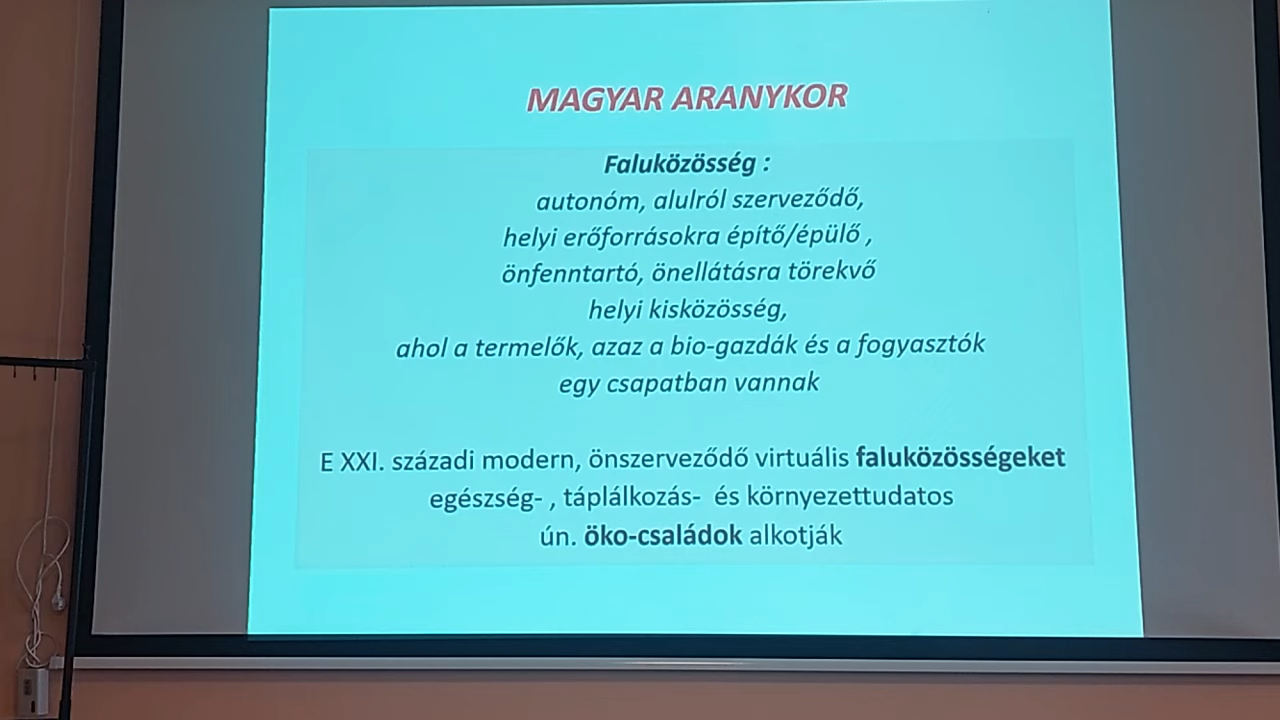 MAGYAR ARANYKOR
Faluközösség :
autonóm, alulról szerveződő,
helyi erőforrásokra építő/épülő ,
önfenntartó, önellátásra törekvő
helyi kisközösség,
ahol a termelők, azaz a bio-gazdák és a fogyasztók
egy csapatban vannak
E XXI. századi modern, önszerveződő virtuális faluközösségeket
egészség- , táplálkozás- és környezettudatos
ún. öko-családok alkotják